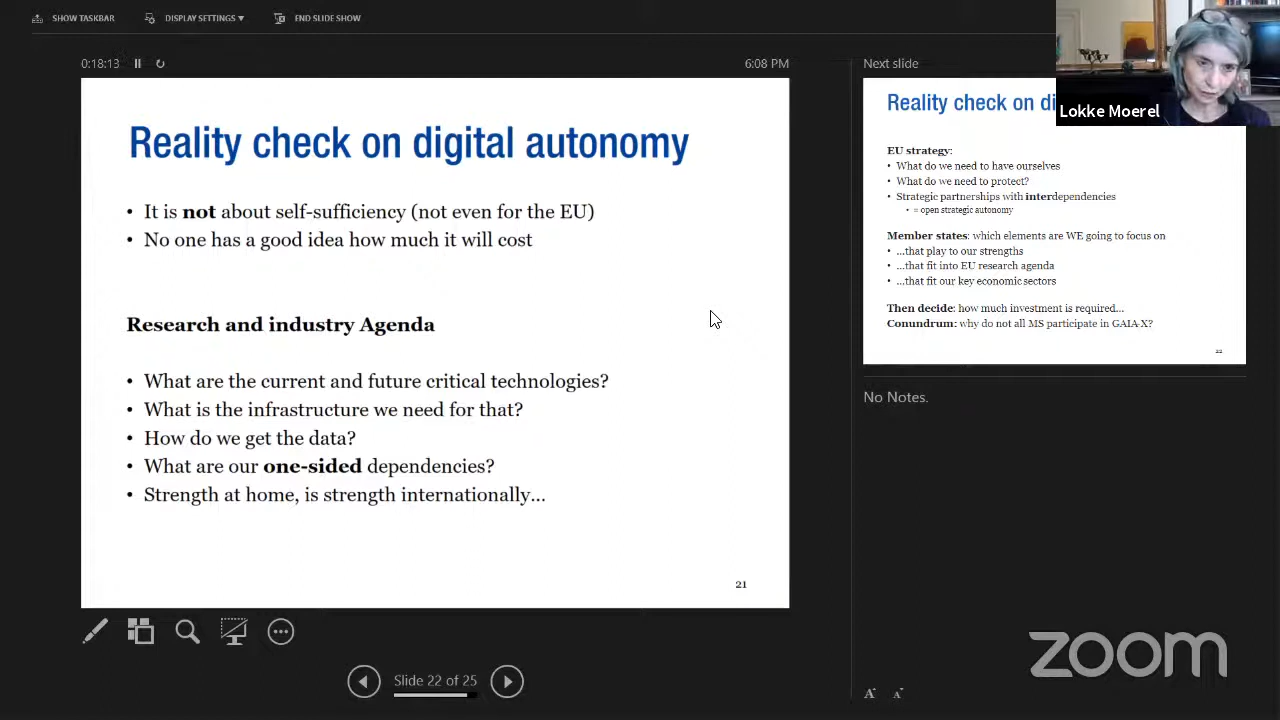 SHOW TASKBAR
DISPLAY SETTINGS ▼
END SLIDE SHOW
0:18:13
6:08 PM
Reality check on digital autonomy
• It is not about self-sufficiency (not even for the EU)
• No one has a good idea how much it will cost
Research and industry Agenda
• What are the current and future critical technologies?
• What is the infrastructure we need for that?
• How do we get the data?
• What are our one-sided dependencies?
• Strength at home, is strength internationally...
21
Slide 22 of 25
Next slide
Reality check on di
EU strategy:
• What do we need to have ourselves
• What do we need to protect?
• Strategic partnerships with interdependencies
• = open strategic autonomy
Member states: which elements are WE going to focus on
• ...that play to our strengths
• ...that fit into EU research agenda
• ...that fit our key economic sectors
Then decide: how much investment is required...
Conundrum: why do not all MS participate in GAIA-X?
22
No Notes.
A A
Lokke Moerel
zoom